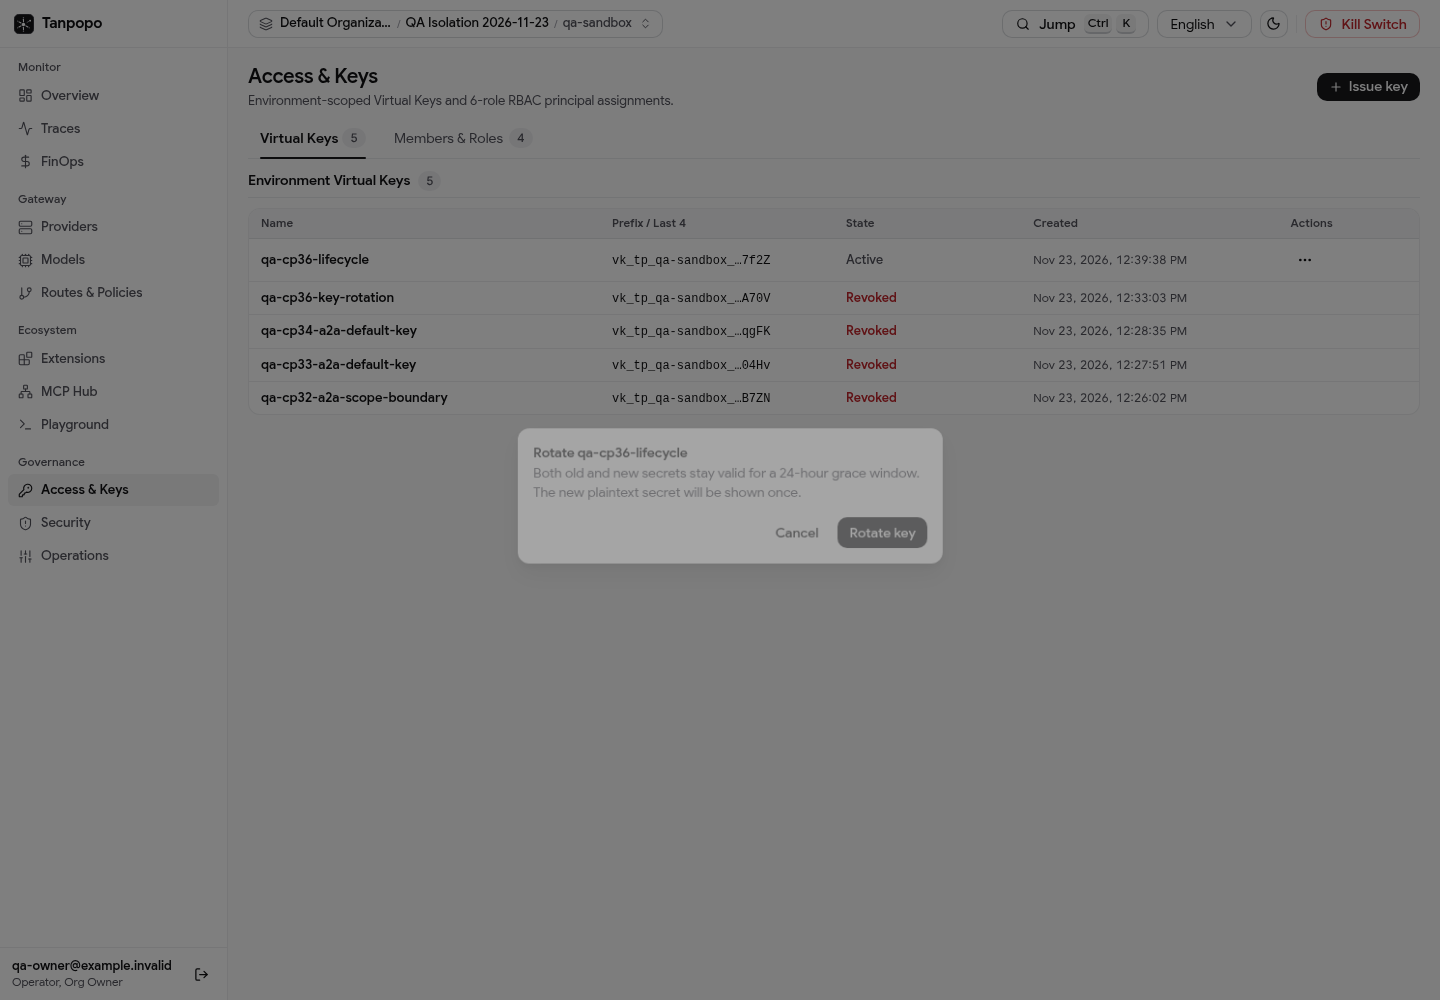 Tanpopo
Default Organiza... / QA Isolation 2026-11-23 / qa-sandbox
Jump Ctrl K
English
Kill Switch
Monitor
Overview
Traces
FinOps
Gateway
Providers
Models
Routes & Policies
Ecosystem
Extensions
MCP Hub
Playground
Governance
Access & Keys
Security
Operations
qa-owner@example.invalid
Operator, Org Owner
Access & Keys
Environment-scoped Virtual Keys and 6-role RBAC principal assignments.
+ Issue key
Virtual Keys 5 Members & Roles 4
Environment Virtual Keys 5
Name Prefix / Last 4 State Created Actions
qa-cp36-lifecycle vk_tp_qa-sandbox_…7f2Z Active Nov 23, 2026, 12:39:38 PM ...
qa-cp36-key-rotation vk_tp_qa-sandbox_…A70V Revoked Nov 23, 2026, 12:33:03 PM
qa-cp34-a2a-default-key vk_tp_qa-sandbox_…qgFK Revoked Nov 23, 2026, 12:28:35 PM
qa-cp33-a2a-default-key vk_tp_qa-sandbox_…04Hv Revoked Nov 23, 2026, 12:27:51 PM
qa-cp32-a2a-scope-boundary vk_tp_qa-sandbox_…B7ZN Revoked Nov 23, 2026, 12:26:02 PM
Rotate qa-cp36-lifecycle
Both old and new secrets stay valid for a 24-hour grace window.
The new plaintext secret will be shown once.
Cancel Rotate key